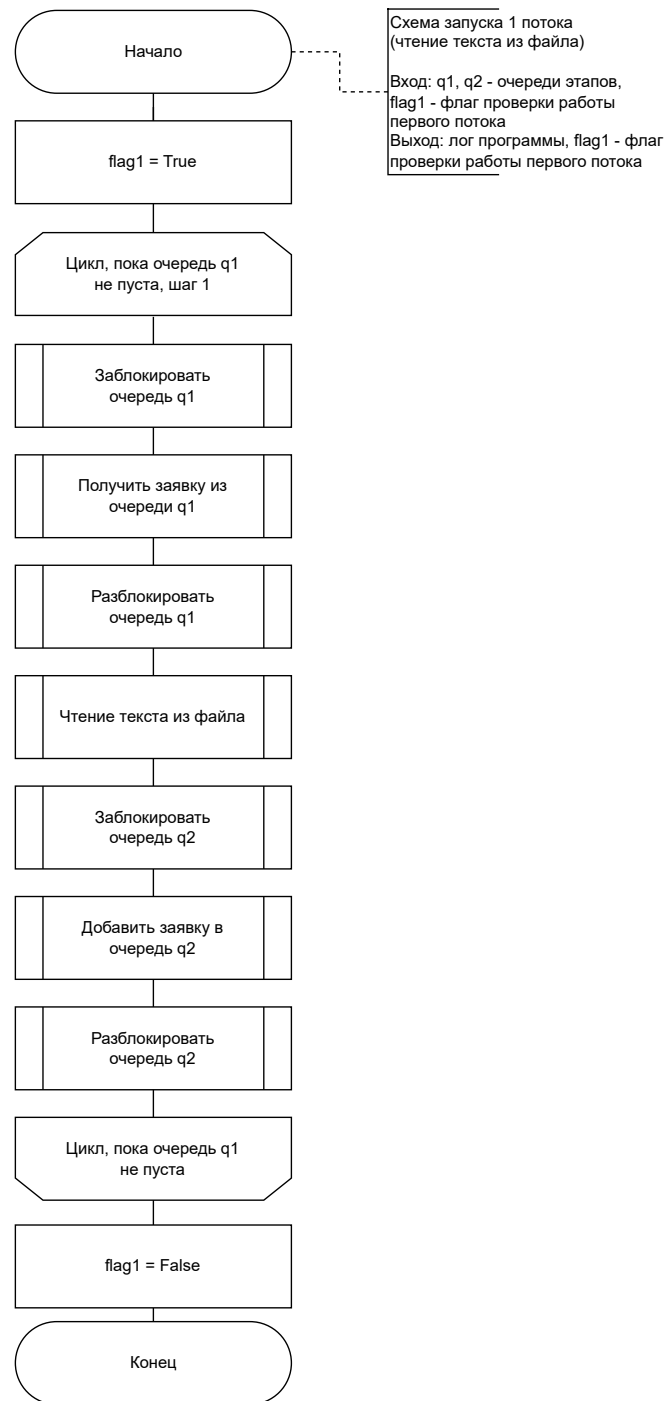 Начало
Схема запуска 1 потока
(чтение текста из файла)
Вход: q1, q2 - очереди этапов,
flag1 - флаг проверки работы
первого потока
Выход: лог программы, flag1 - флаг
проверки работы первого потока
flag1 = True
Цикл, пока очередь q1
не пуста, шаг 1
Заблокировать
очередь q1
Получить заявку из
очереди q1
Разблокировать
очередь q1
Чтение текста из файла
Заблокировать
очередь q2
Добавить заявку в
очередь q2
Разблокировать
очередь q2
Цикл, пока очередь q1
не пуста
flag1 = False
Конец